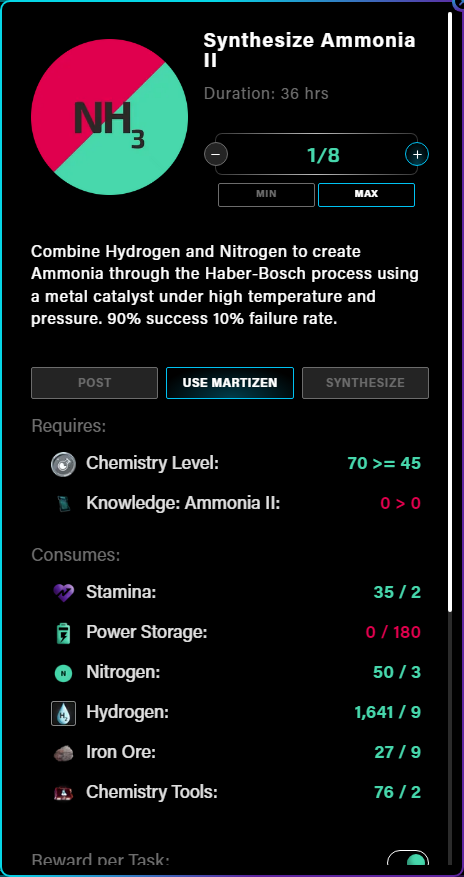 Synthesize Ammonia
II
Duration: 36 hrs
NH3
− 1/8 +
MIN MAX
Combine Hydrogen and Nitrogen to create
Ammonia through the Haber-Bosch process using
a metal catalyst under high temperature and
pressure. 90% success 10% failure rate.
POST USE MARTIZEN SYNTHESIZE
Requires:
Chemistry Level: 70 >= 45
Knowledge: Ammonia II: 0 > 0
Consumes:
Stamina: 35 / 2
Power Storage: 0 / 180
N Nitrogen: 50 / 3
H2 Hydrogen: 1,641 / 9
Iron Ore: 27 / 9
Chemistry Tools: 76 / 2
Reward per Task: